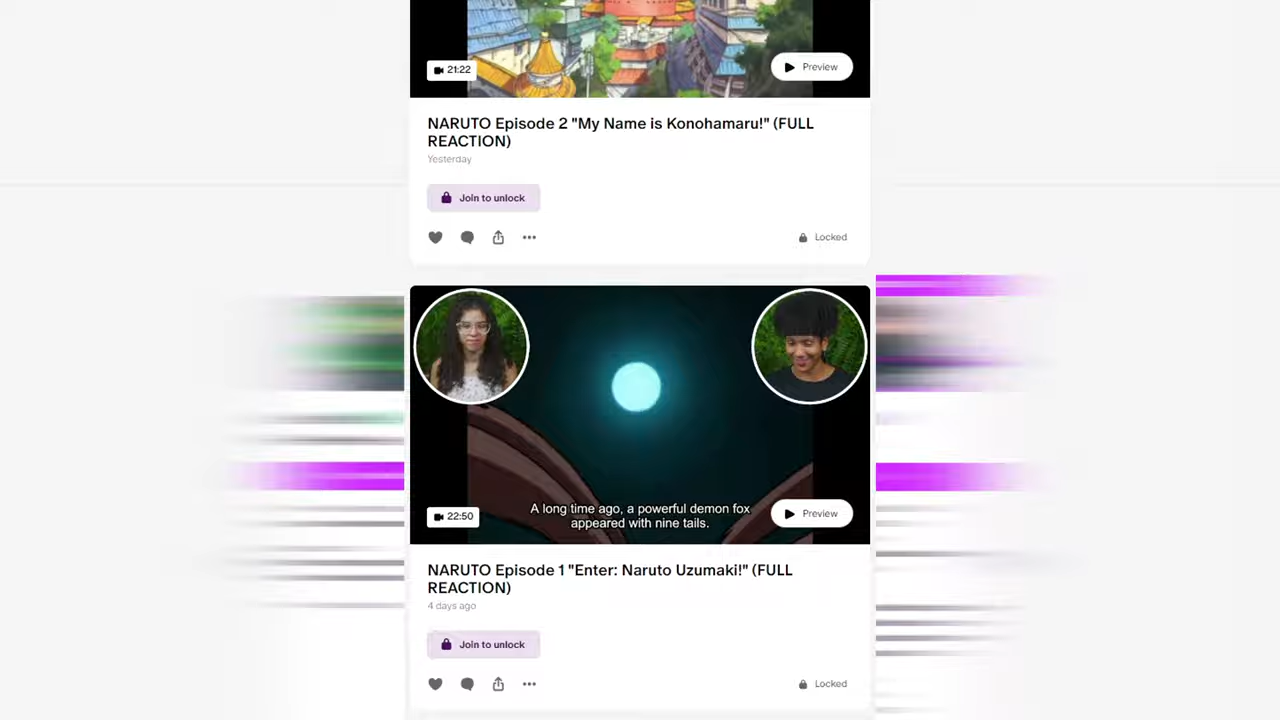 21:22
Preview
NARUTO Episode 2 "My Name is Konohamaru!" (FULL
REACTION)
Yesterday
Join to unlock
Locked
A long time ago, a powerful demon fox
appeared with nine tails.
22:50
Preview
NARUTO Episode 1 "Enter: Naruto Uzumaki!" (FULL
REACTION)
4 days ago
Join to unlock
Locked